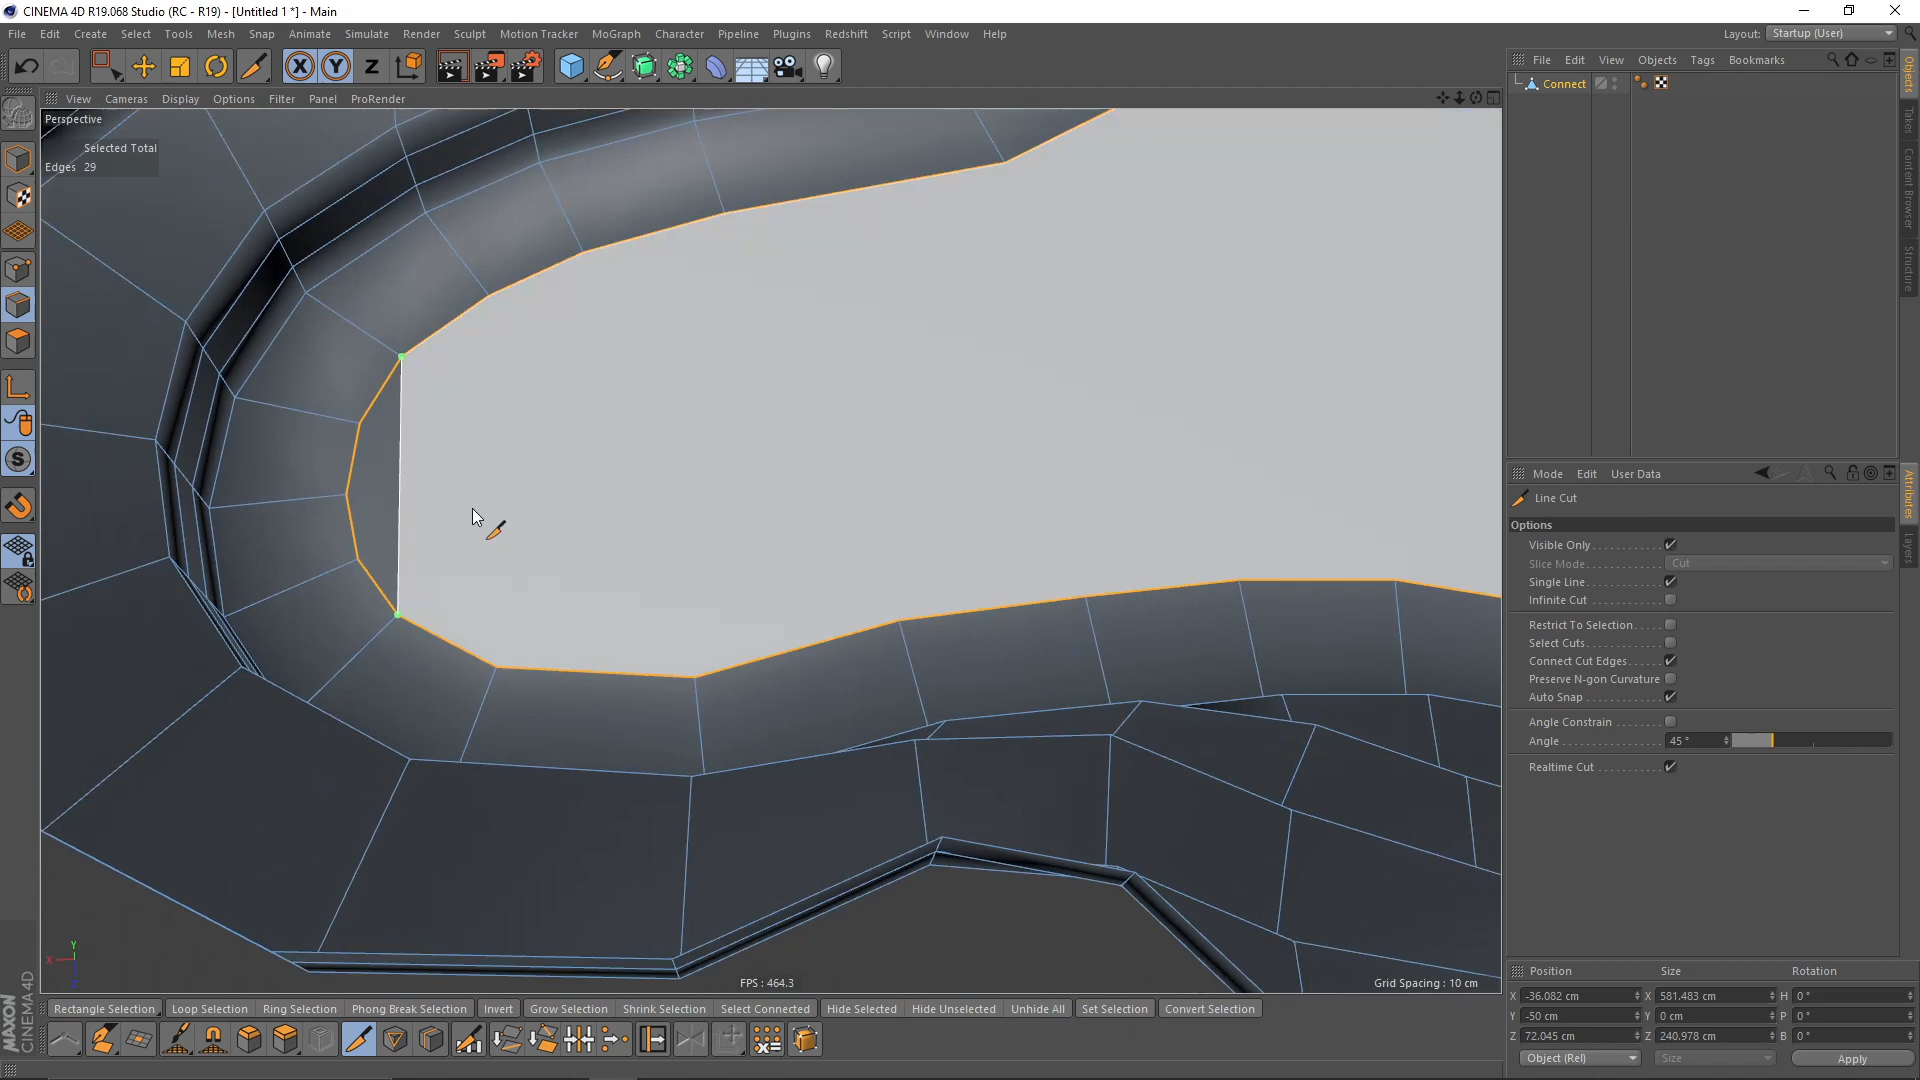 CINEMA 4D R19.068 Studio (RC - R19) - [Untitled 1 *] - Main
File Edit Create Select Tools Mesh Snap Animate Simulate Render Sculpt Motion Tracker MoGraph Character Pipeline Plugins Redshift Script Window Help
Layout: Startup (User)
X Y Z
View Cameras Display Options Filter Panel ProRender
Perspective
Selected Total
Edges 29
File Edit View Objects Tags Bookmarks
Connect
Objects
Takes
Content Browser
Structure
Mode Edit User Data
Line Cut
Options
Visible Only
Slice Mode Cut
Single Line
Infinite Cut
Restrict To Selection
Select Cuts
Connect Cut Edges
Preserve N-gon Curvature
Auto Snap
Angle Constrain
Angle 45 °
Realtime Cut
Attributes
Layers
S
Y
X
Z
FPS : 464.3
Grid Spacing : 10 cm
Position Size Rotation
X -36.082 cm X 581.483 cm H 0 °
Y -50 cm Y 0 cm P 0 °
Z 72.045 cm Z 240.978 cm B 0 °
Object (Rel) Size Apply
Rectangle Selection Loop Selection Ring Selection Phong Break Selection Invert Grow Selection Shrink Selection Select Connected Hide Selected Hide Unselected Unhide All Set Selection Convert Selection
MAXON
CINEMA 4D